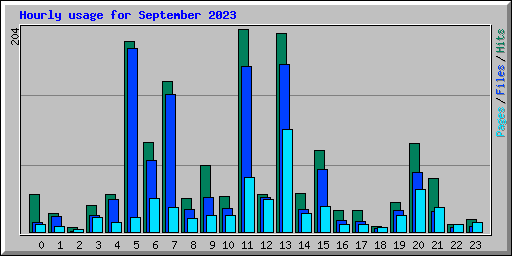 Hourly usage for September 2023
204
Pages / Files / Hits
0 1 2 3 4 5 6 7 8 9 10 11 12 13 14 15 16 17 18 19 20 21 22 23